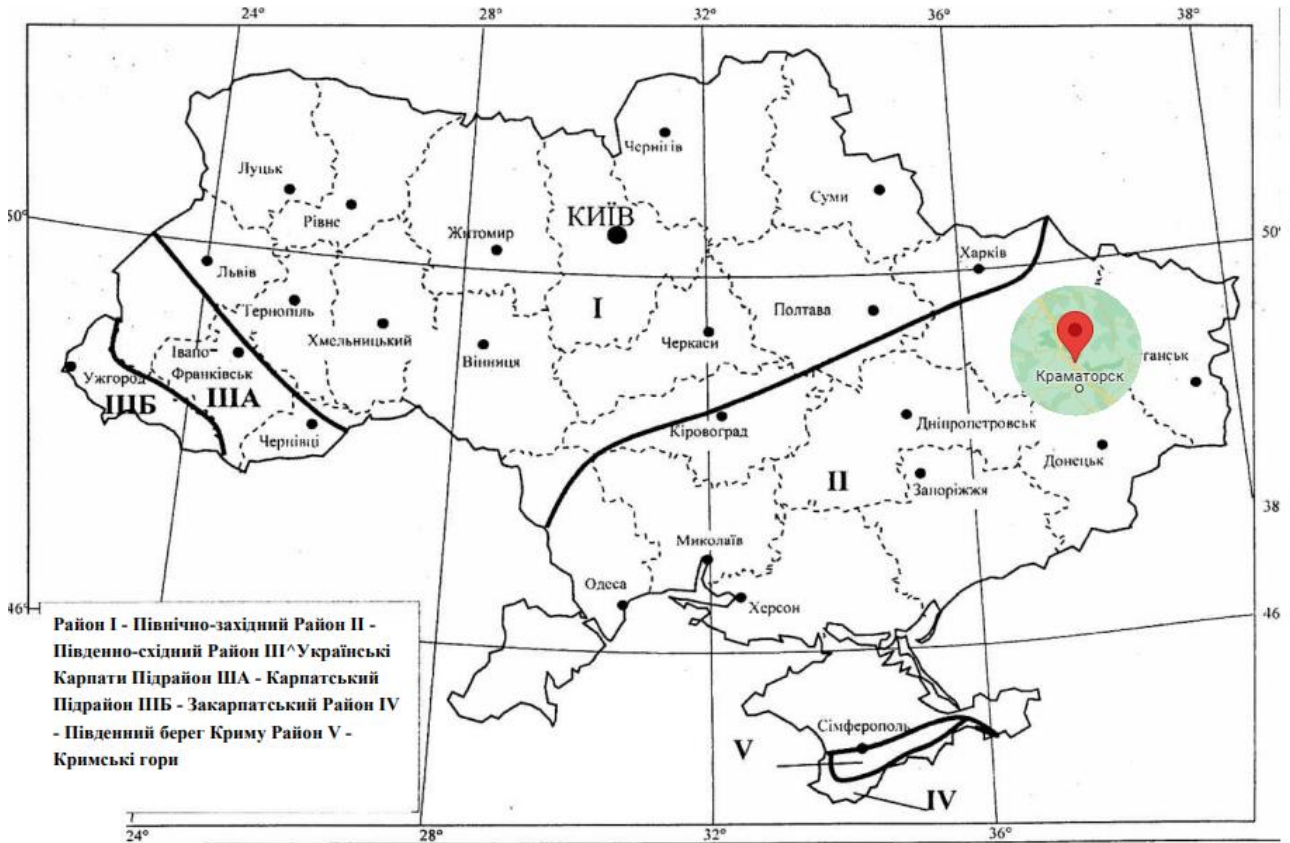 24°
28°
32°
36°
38°
Чернігів
Луцьк
Суми
Рівнє
50°
КИЇВ
50°
Житомир
Харків
Львів
Тернопіль
I
Полтава
Хмельницький
Вінниця
Черкаси
Краматорск
ганськ
Івано-
Франківськ
Ужгород
ІІІБ
ІІІА
Чернівці
Кіровоград
Дніпропетровськ
Донецьк
II
Запоріжжя
38
Миколаїв
Одеса
Херсон
46°
46
Район I - Північно-західний Район II -
Південно-східний Район III^Українські
Карпати Підрайон ША - Карпатський
Підрайон ШБ - Закарпатський Район IV
- Південний берег Криму Район V -
Кримські гори
Сімферополь
V
IV
24°
28°
32°
36°